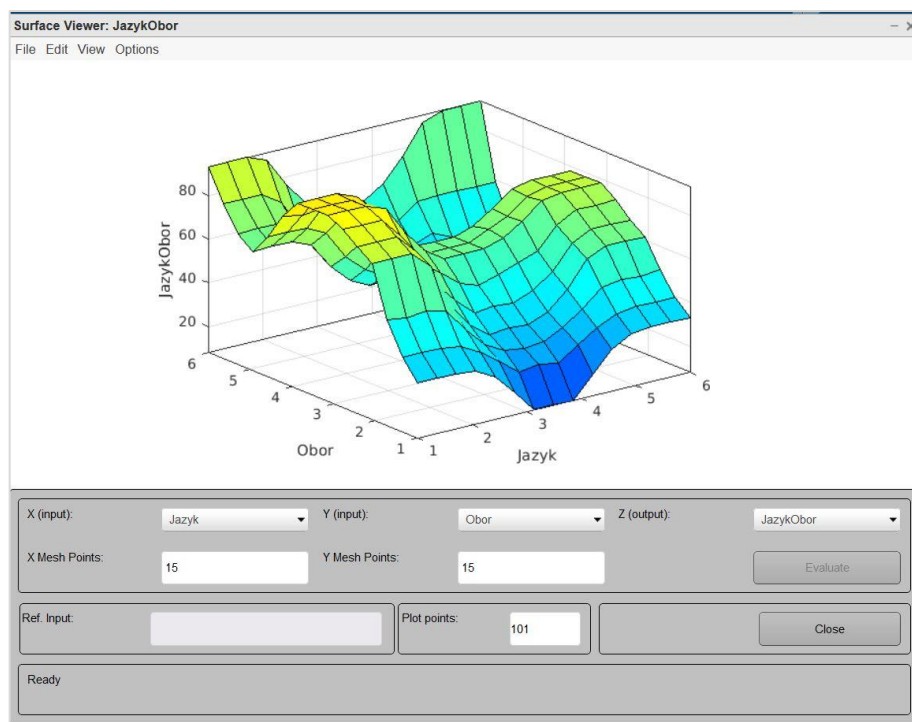 Surface Viewer: JazykObor
File Edit View Options
80
60
40
20
JazykObor
6
5
4
3
2
1
Obor
1
2
3
4
5
6
Jazyk
X (input):
Jazyk
Y (input):
Obor
Z (output):
JazykObor
X Mesh Points:
15
Y Mesh Points:
15
Evaluate
Ref. Input:
Plot points:
101
Close
Ready